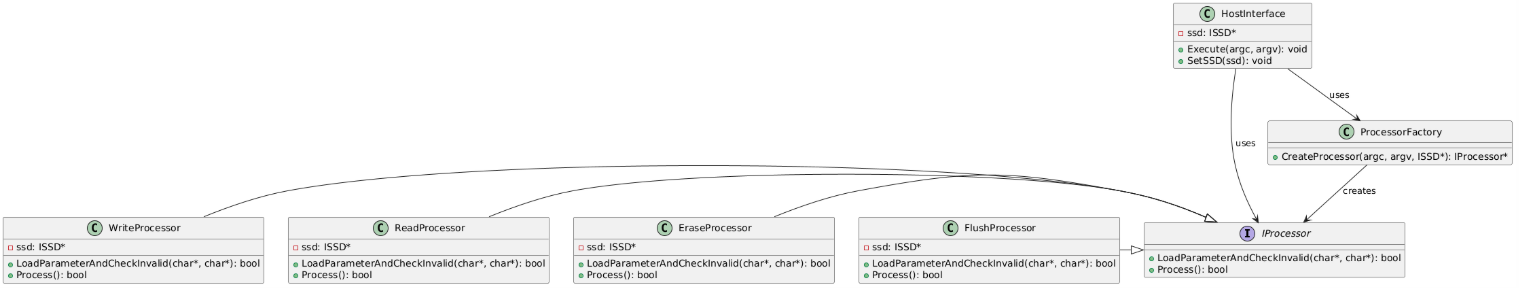 C HostInterface
ssd: ISSD*
Execute(argc, argv): void
SetSSD(ssd): void
uses
uses
C ProcessorFactory
CreateProcessor(argc, argv, ISSD*): IProcessor*
creates
C WriteProcessor
ssd: ISSD*
LoadParameterAndCheckInvalid(char*, char*): bool
Process(): bool
C ReadProcessor
ssd: ISSD*
LoadParameterAndCheckInvalid(char*, char*): bool
Process(): bool
C EraseProcessor
ssd: ISSD*
LoadParameterAndCheckInvalid(char*, char*): bool
Process(): bool
C FlushProcessor
ssd: ISSD*
LoadParameterAndCheckInvalid(char*, char*): bool
Process(): bool
I IProcessor
LoadParameterAndCheckInvalid(char*, char*): bool
Process(): bool